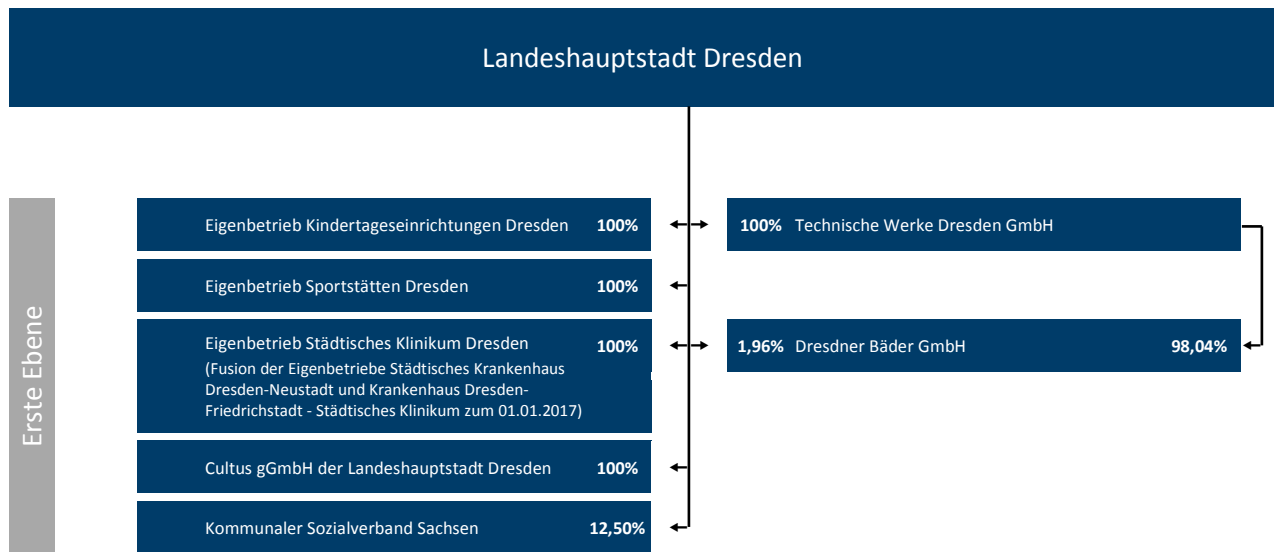 Landeshauptstadt Dresden
Erste Ebene
Eigenbetrieb Kindertageseinrichtungen Dresden 100%
100% Technische Werke Dresden GmbH
Eigenbetrieb Sportstätten Dresden 100%
Eigenbetrieb Städtisches Klinikum Dresden 100%
(Fusion der Eigenbetriebe Städtisches Krankenhaus
Dresden-Neustadt und Krankenhaus Dresden-
Friedrichstadt - Städtisches Klinikum zum 01.01.2017)
1,96% Dresdner Bäder GmbH 98,04%
Cultus gGmbH der Landeshauptstadt Dresden 100%
Kommunaler Sozialverband Sachsen 12,50%